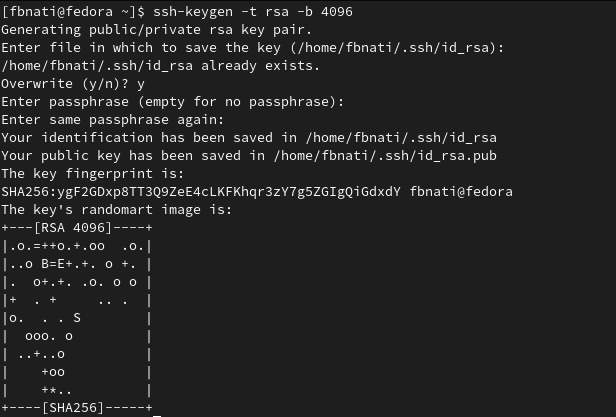 [fbnati@fedora ~]$ ssh-keygen -t rsa -b 4096
Generating public/private rsa key pair.
Enter file in which to save the key (/home/fbnati/.ssh/id_rsa):
/home/fbnati/.ssh/id_rsa already exists.
Overwrite (y/n)? y
Enter passphrase (empty for no passphrase):
Enter same passphrase again:
Your identification has been saved in /home/fbnati/.ssh/id_rsa
Your public key has been saved in /home/fbnati/.ssh/id_rsa.pub
The key fingerprint is:
SHA256:ygF2GDxp8TT3Q9ZeE4cLKFKhqr3zY7g5ZGIgQiGdxdY fbnati@fedora
The key's randomart image is:
+---[RSA 4096]----+
|.o.=++o.+.oo  .o.|
|..o B=E+.+. o +. |
|.  o+.+. .o. o o |
|+  . +     .. .  |
|o.  . . S        |
|  ooo. o         |
| ..+..o          |
|    +oo          |
|    +*..         |
+----[SHA256]-----+